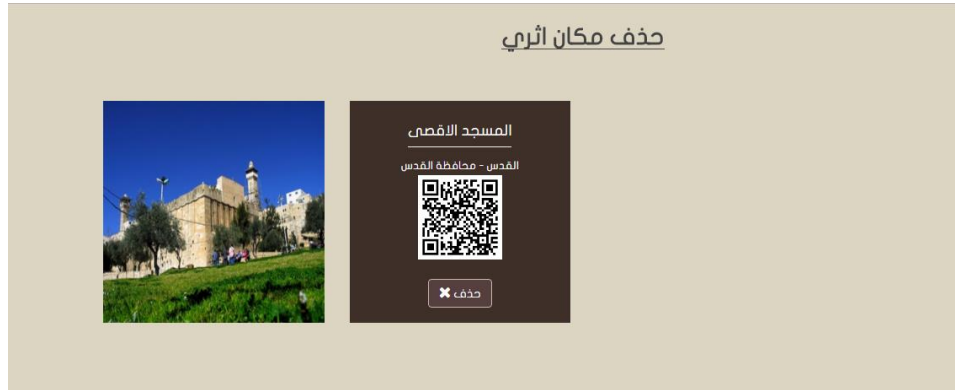 حذف مكان اثري
المسجد الاقصى
القدس - محافظة القدس
حذف